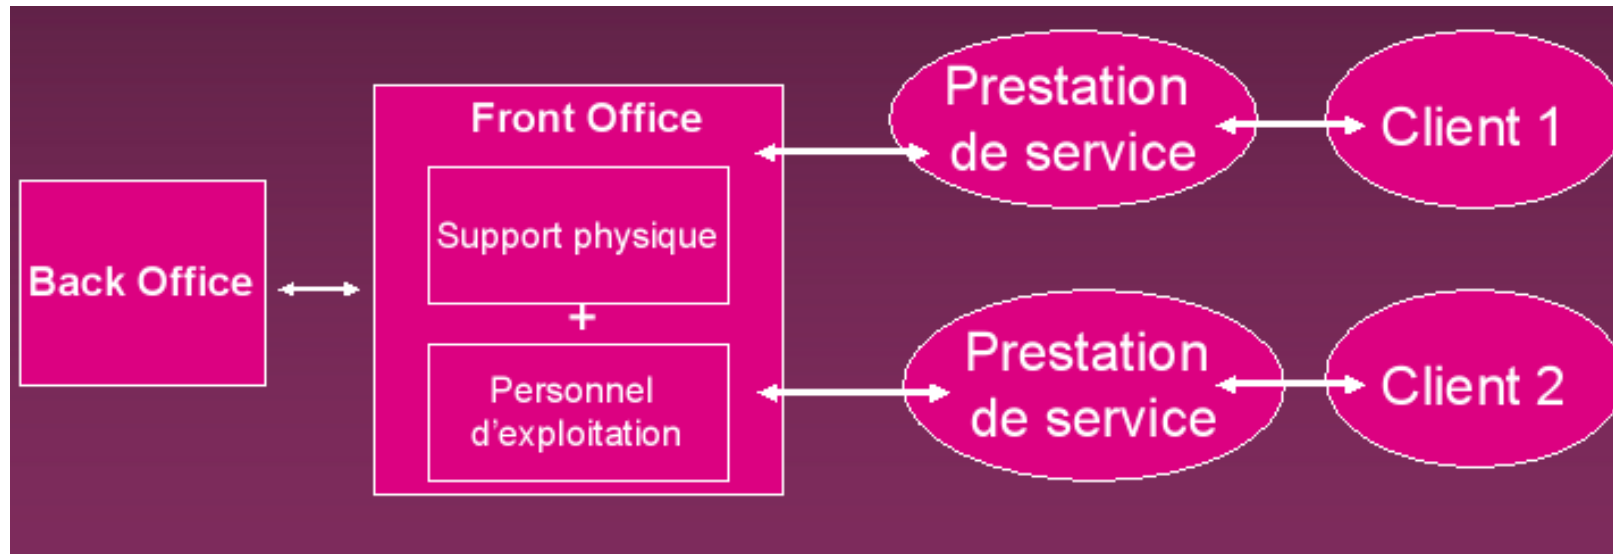 Back Office
Front Office
Support physique
+
Personnel
d'exploitation
Prestation
de service
Client 1
Prestation
de service
Client 2